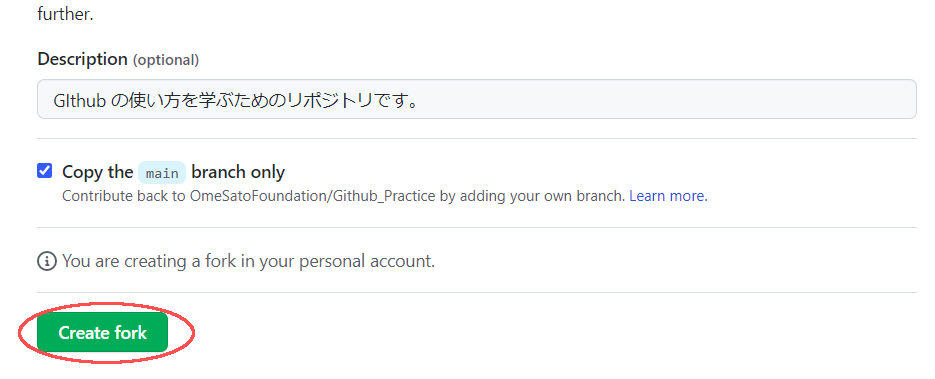 further.
Description (optional)
GIthub の使い方を学ぶためのリポジトリです。
Copy the main branch only
Contribute back to OmeSatoFoundation/Github_Practice by adding your own branch. Learn more.
You are creating a fork in your personal account.
Create fork